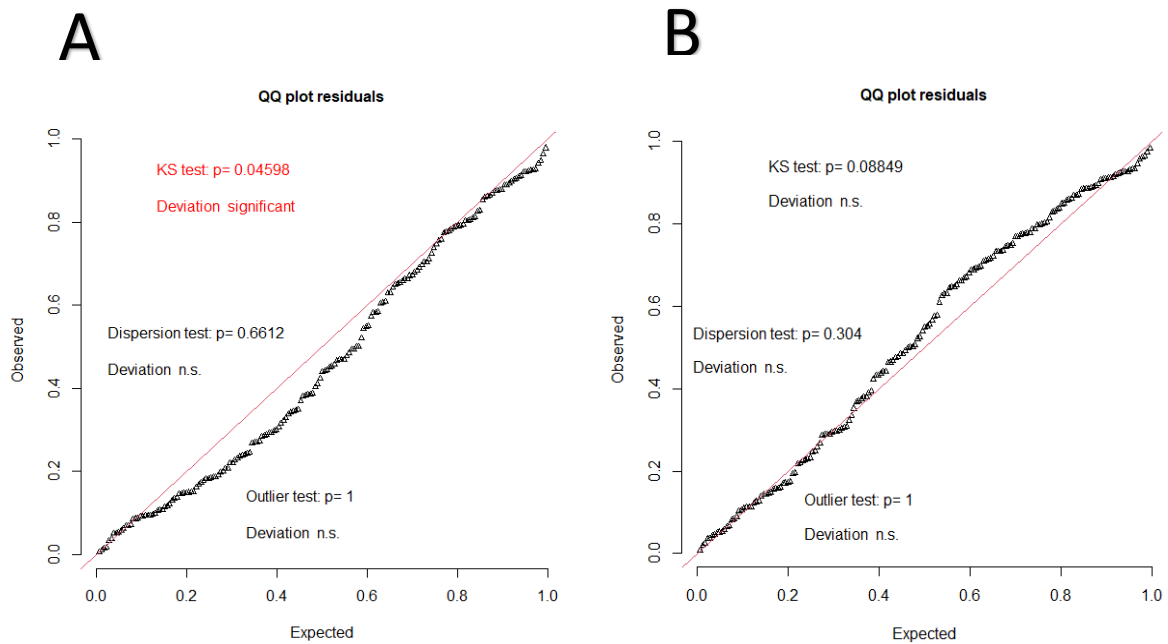 A
QQ plot residuals
KS test: p= 0.04598
Deviation significant
Dispersion test: p= 0.6612
Deviation n.s.
Outlier test: p= 1
Deviation n.s.
Observed
0.0 0.2 0.4 0.6 0.8 1.0
0.0 0.2 0.4 0.6 0.8 1.0
Expected
B
QQ plot residuals
KS test: p= 0.08849
Deviation n.s.
Dispersion test: p= 0.304
Deviation n.s.
Outlier test: p= 1
Deviation n.s.
Observed
0.0 0.2 0.4 0.6 0.8 1.0
0.0 0.2 0.4 0.6 0.8 1.0
Expected